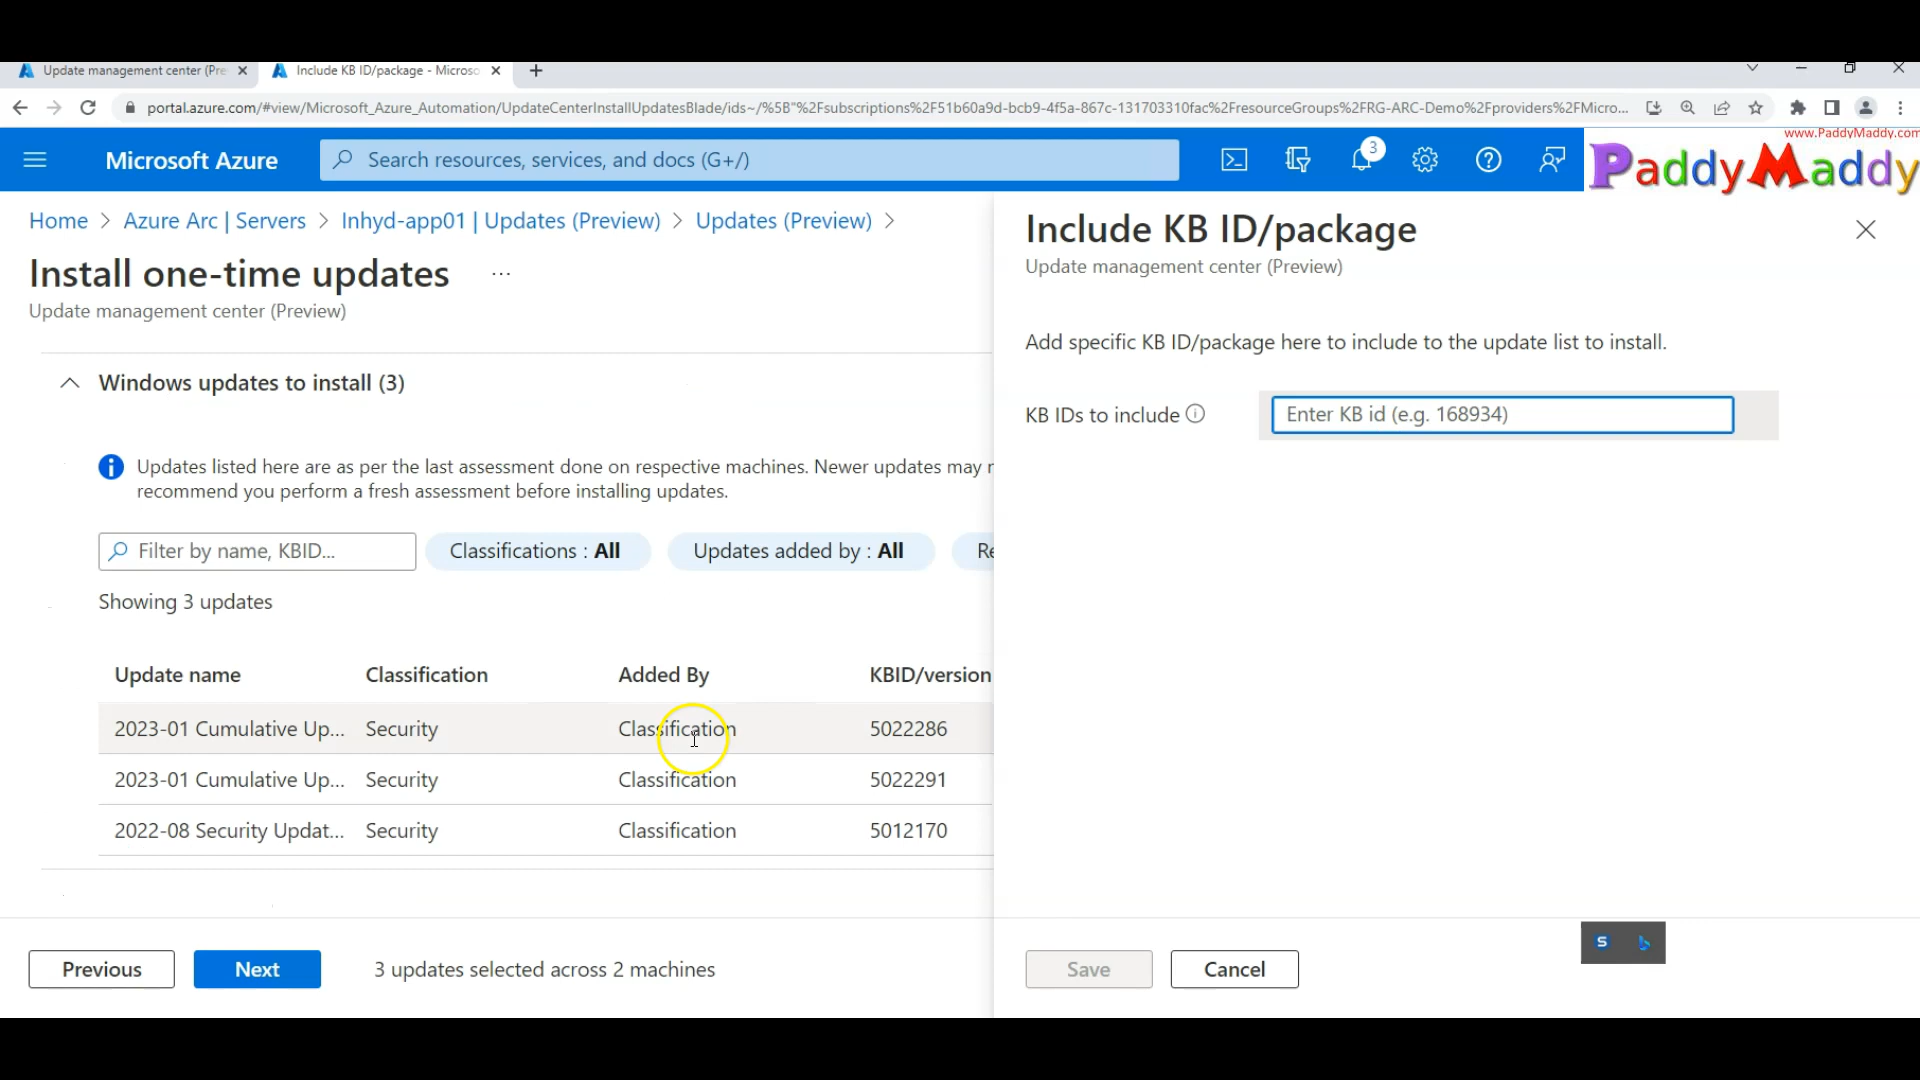 Update management center (Pre
Include KB ID/package - Microso
portal.azure.com/#view/Microsoft_Azure_Automation/UpdateCenterInstallUpdatesBlade/ids~/%5B"%2Fsubscriptions%2F51b60a9d-bcb9-4f5a-867c-131703310fac%2FresourceGroups%2FRG-ARC-Demo%2Fproviders%2FMicro...
www.PaddyMaddy.com
Microsoft Azure
Search resources, services, and docs (G+/)
3
PaddyMaddy
Home > Azure Arc | Servers > Inhyd-app01 | Updates (Preview) > Updates (Preview) >
Install one-time updates ...
Update management center (Preview)
Windows updates to install (3)
Updates listed here are as per the last assessment done on respective machines. Newer updates may n
recommend you perform a fresh assessment before installing updates.
Filter by name, KBID...
Classifications : All
Updates added by : All
Re
Showing 3 updates
Update name Classification Added By KBID/version
2023-01 Cumulative Up... Security Classification 5022286
2023-01 Cumulative Up... Security Classification 5022291
2022-08 Security Updat... Security Classification 5012170
Previous
Next
3 updates selected across 2 machines
Include KB ID/package
Update management center (Preview)
Add specific KB ID/package here to include to the update list to install.
KB IDs to include
Enter KB id (e.g. 168934)
Save
Cancel
S